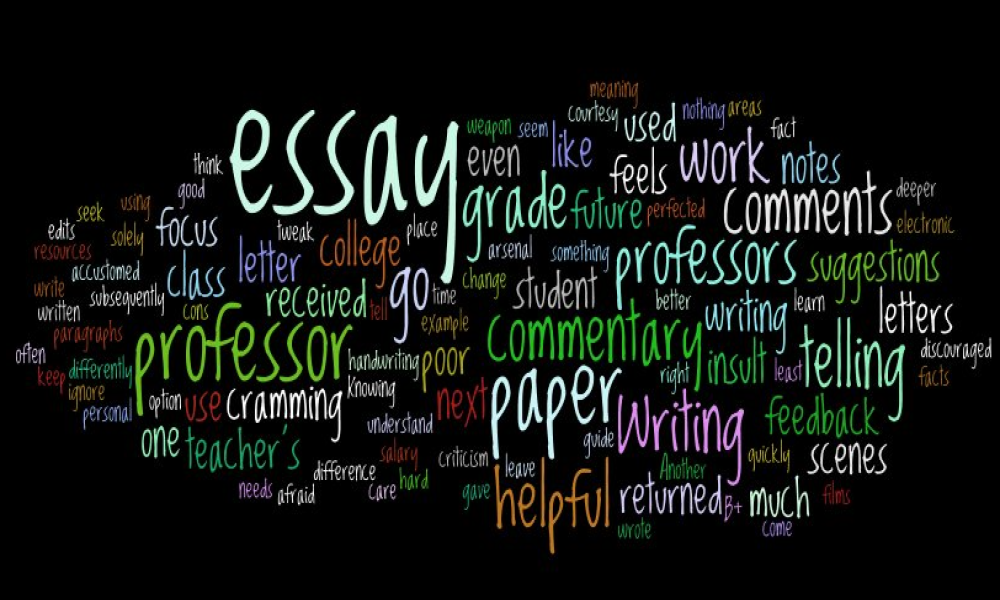 meaning
courtesy used nothing areas
essay weapon seem like even feels work fact
think notes
good grade future perfected comments deeper
using
seek
edits solely focus tweak college place arsenal something professors electronic
resources accustomed class letter go change student suggestions
write subsequently received tell time better writing learn letters
written cons example commentary
paragraphs professor
often differently handwriting poor right insult least telling discouraged
keep ignore knowing paper facts
personal option use cramming next Writing feedback
one teacher's understand guide
difference salary criticism leave Another quickly scenes
needs afraid care hard gave helpful returned B+ much films
wrote come